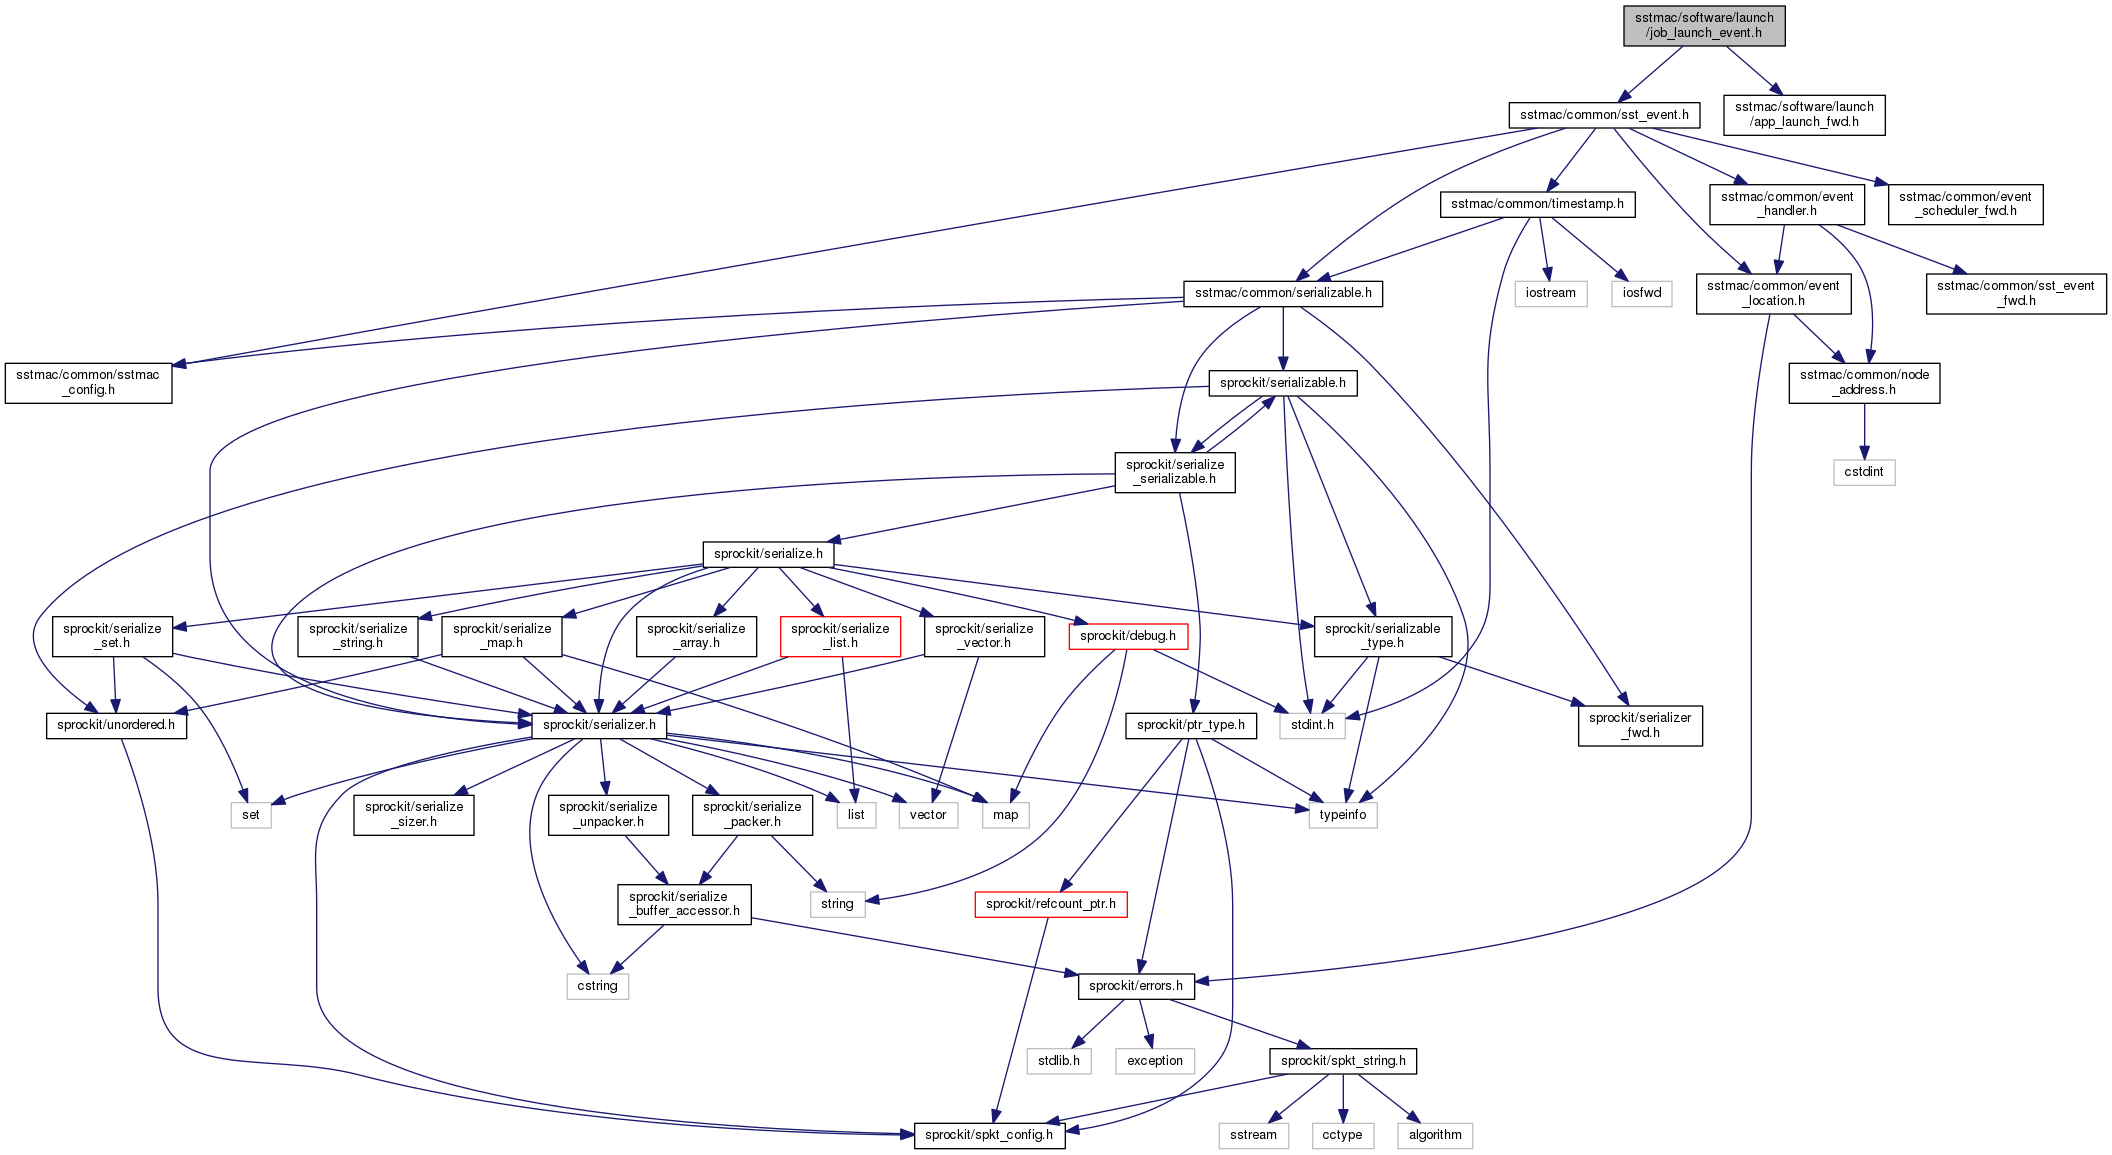 sstmac/software/launch
/job_launch_event.h
sstmac/common/sst_event.h
sstmac/software/launch
/app_launch_fwd.h
sstmac/common/timestamp.h
sstmac/common/event
_handler.h
sstmac/common/event
_scheduler_fwd.h
sstmac/common/serializable.h
iostream
iosfwd
sstmac/common/event
_location.h
sstmac/common/sst_event
_fwd.h
sstmac/common/sstmac
_config.h
sprockit/serializable.h
sstmac/common/node
_address.h
sprockit/serialize
_serializable.h
cstdint
sprockit/serialize.h
sprockit/serialize
_set.h
sprockit/serialize
_string.h
sprockit/serialize
_map.h
sprockit/serialize
_array.h
sprockit/serialize
_list.h
sprockit/serialize
_vector.h
sprockit/debug.h
sprockit/serializable
_type.h
sprockit/unordered.h
sprockit/serializer.h
sprockit/ptr_type.h
stdint.h
sprockit/serializer
_fwd.h
set
sprockit/serialize
_sizer.h
sprockit/serialize
_unpacker.h
sprockit/serialize
_packer.h
list
vector
map
typeinfo
sprockit/serialize
_buffer_accessor.h
string
sprockit/refcount_ptr.h
cstring
sprockit/errors.h
stdlib.h
exception
sprockit/spkt_string.h
sprockit/spkt_config.h
sstream
cctype
algorithm